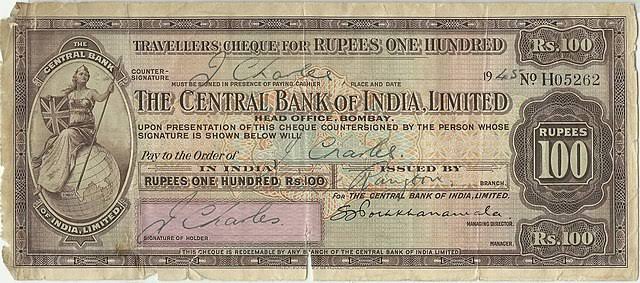 TRAVELLERS CHEQUE FOR RUPEES ONE HUNDRED Rs. 100
THE CENTRAL BANK OF INDIA, LIMITED.
COUNTER-SIGNATURE J Charles 1945 No H05262
MUST BE SIGNED IN PRESENCE OF PAYING CASHIER PLACE AND DATE
THE CENTRAL BANK OF INDIA, LIMITED
HEAD OFFICE, BOMBAY.
UPON PRESENTATION OF THIS CHEQUE COUNTERSIGNED BY THE PERSON WHOSE
SIGNATURE IS SHOWN BELOW WILL
RUPEES 100
Pay to the Order of J Charles.
IN INDIA ISSUED BY
RUPEES ONE HUNDRED, Rs. 100 Rangoon. BRANCH.
FOR THE CENTRAL BANK OF INDIA, LIMITED.
J Charles
MANAGING DIRECTOR.
SIGNATURE OF HOLDER
MANAGER. Rs. 100
THIS CHEQUE IS REDEEMABLE BY ANY BRANCH OF THE CENTRAL BANK OF INDIA LIMITED